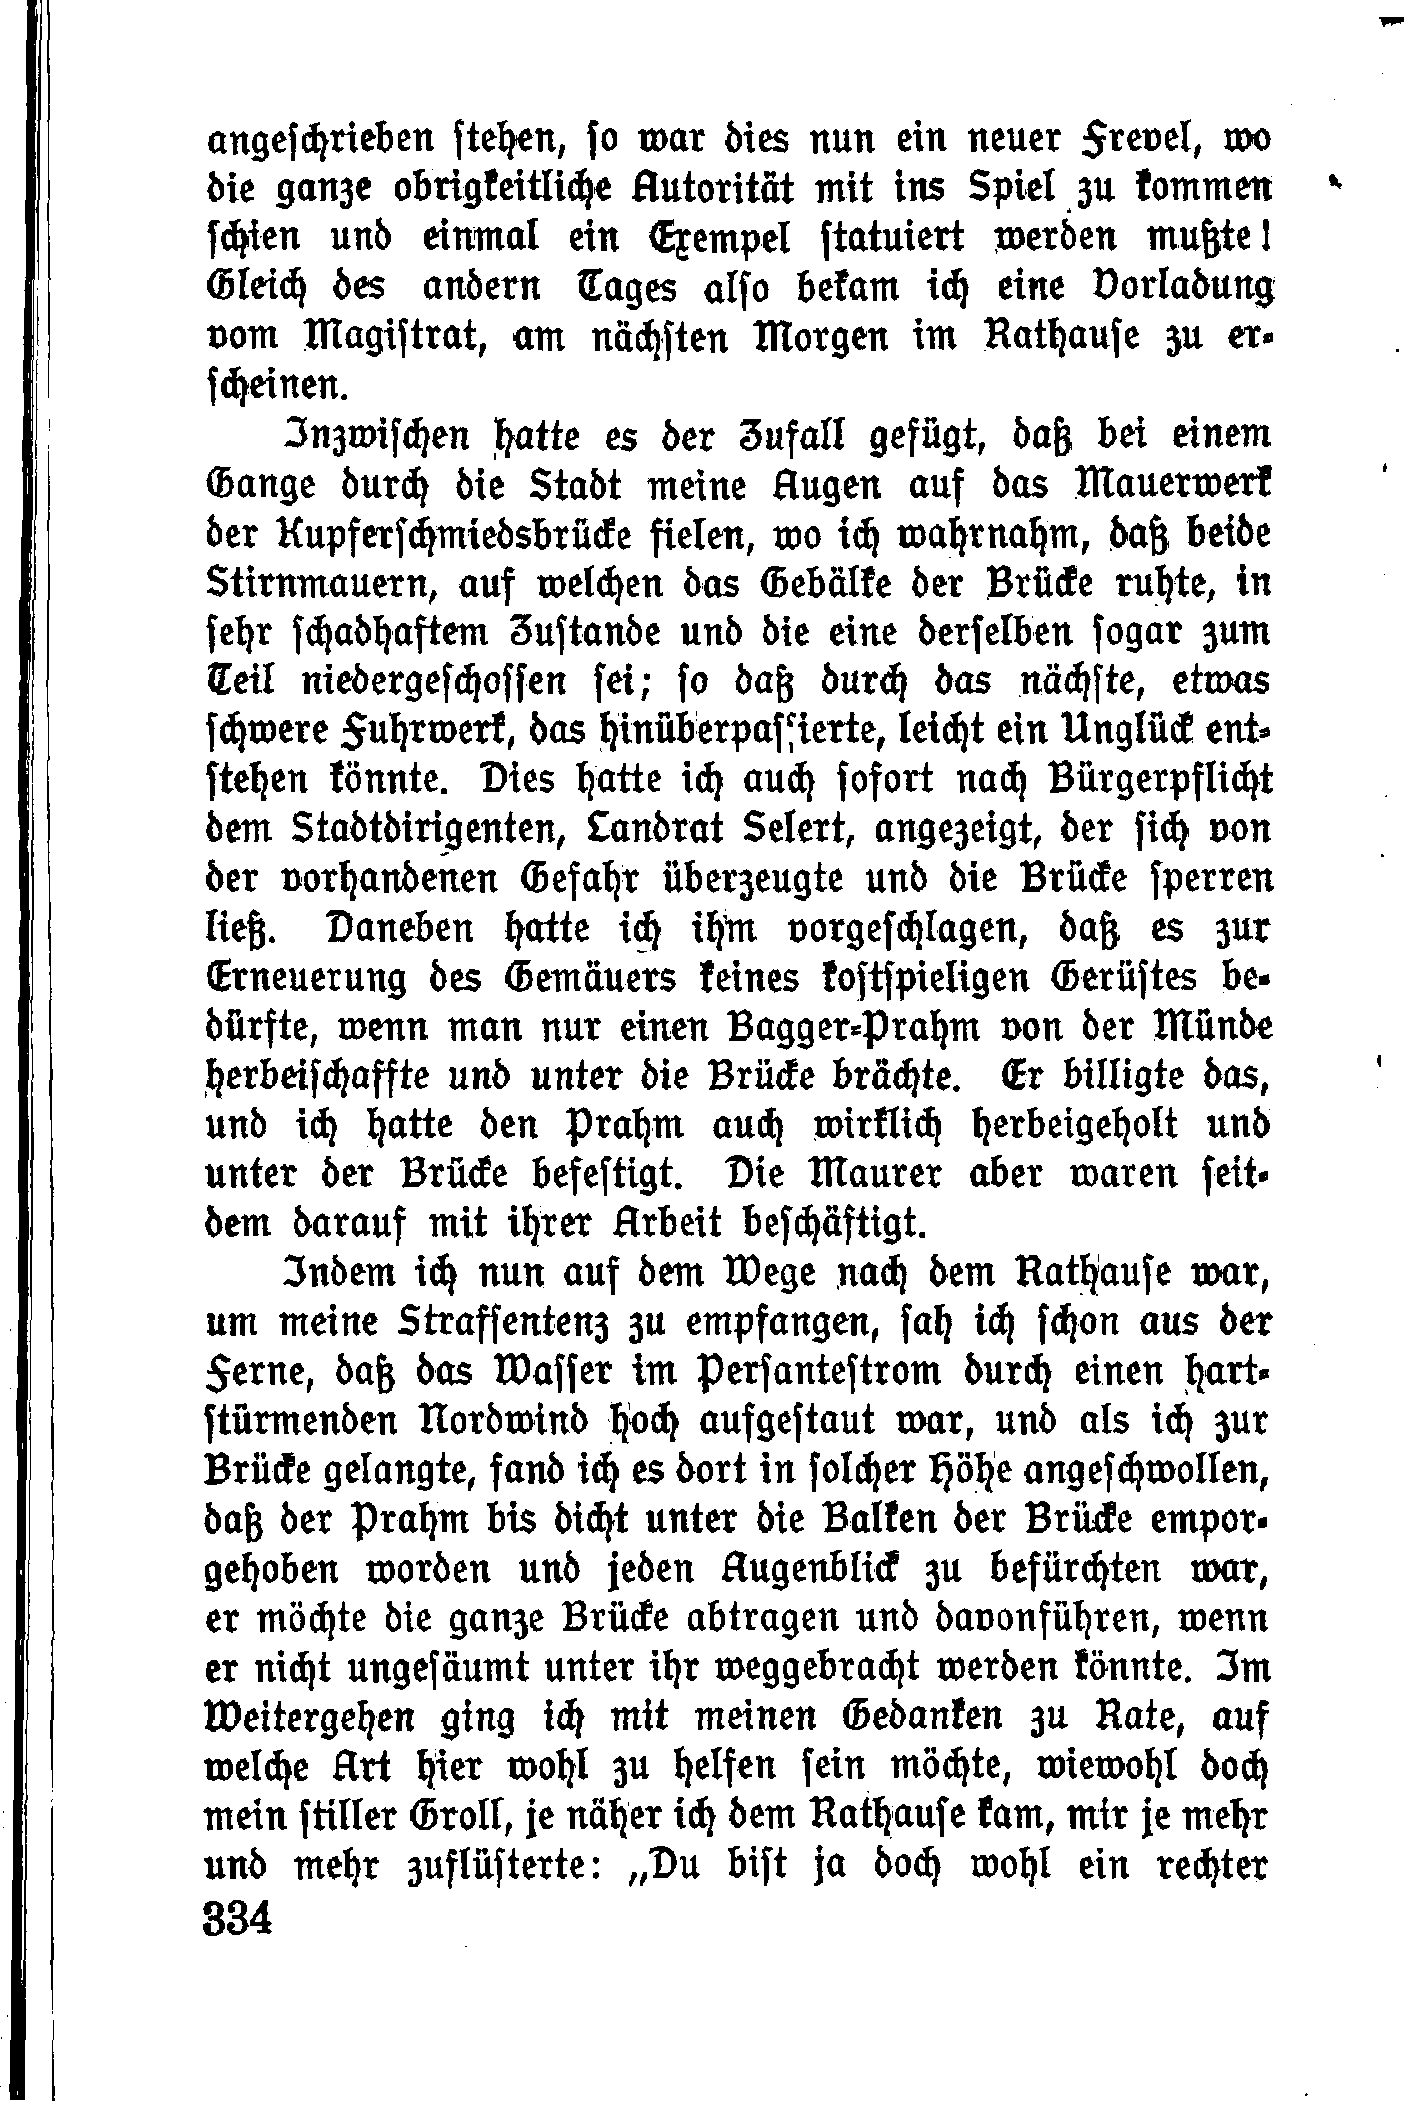 angeschrieben stehen, so war dies nun ein neuer Frevel, wo
die ganze obrigkeitliche Autorität mit ins Spiel zu kommen
schien und einmal ein Exempel statuiert werden mußte!
Gleich des andern Tages also bekam ich eine Vorladung
vom Magistrat, am nächsten Morgen im Rathause zu er-
scheinen.
Inzwischen hatte es der Zufall gefügt, daß bei einem
Gange durch die Stadt meine Augen auf das Mauerwerk
der Kupferschmiedsbrücke fielen, wo ich wahrnahm, daß beide
Stirnmauern, auf welchen das Gebälke der Brücke ruhte, in
sehr schadhaftem Zustande und die eine derselben sogar zum
Teil niedergeschossen sei; so daß durch das nächste, etwas
schwere Fuhrwerk, das hinüberpassierte, leicht ein Unglück ent-
stehen könnte. Dies hatte ich auch sofort nach Bürgerpflicht
dem Stadtdirigenten, Landrat Selert, angezeigt, der sich von
der vorhandenen Gefahr überzeugte und die Brücke sperren
ließ. Daneben hatte ich ihm vorgeschlagen, daß es zur
Erneuerung des Gemäuers keines kostspieligen Gerüstes be-
dürfte, wenn man nur einen Bagger-Prahm von der Münde
herbeischaffte und unter die Brücke brächte. Er billigte das,
und ich hatte den Prahm auch wirklich herbeigeholt und
unter der Brücke befestigt. Die Maurer aber waren seit-
dem darauf mit ihrer Arbeit beschäftigt.
Indem ich nun auf dem Wege nach dem Rathause war,
um meine Strafsentenz zu empfangen, sah ich schon aus der
Ferne, daß das Wasser im Persantestrom durch einen hart-
stürmenden Nordwind hoch aufgestaut war, und als ich zur
Brücke gelangte, fand ich es dort in solcher Höhe angeschwollen,
daß der Prahm bis dicht unter die Balken der Brücke empor-
gehoben worden und jeden Augenblick zu befürchten war,
er möchte die ganze Brücke abtragen und davonführen, wenn
er nicht ungesäumt unter ihr weggebracht werden könnte. Im
Weitergehen ging ich mit meinen Gedanken zu Rate, auf
welche Art hier wohl zu helfen sein möchte, wiewohl doch
mein stiller Groll, je näher ich dem Rathause kam, mir je mehr
und mehr zuflüsterte: „Du bist ja doch wohl ein rechter
334